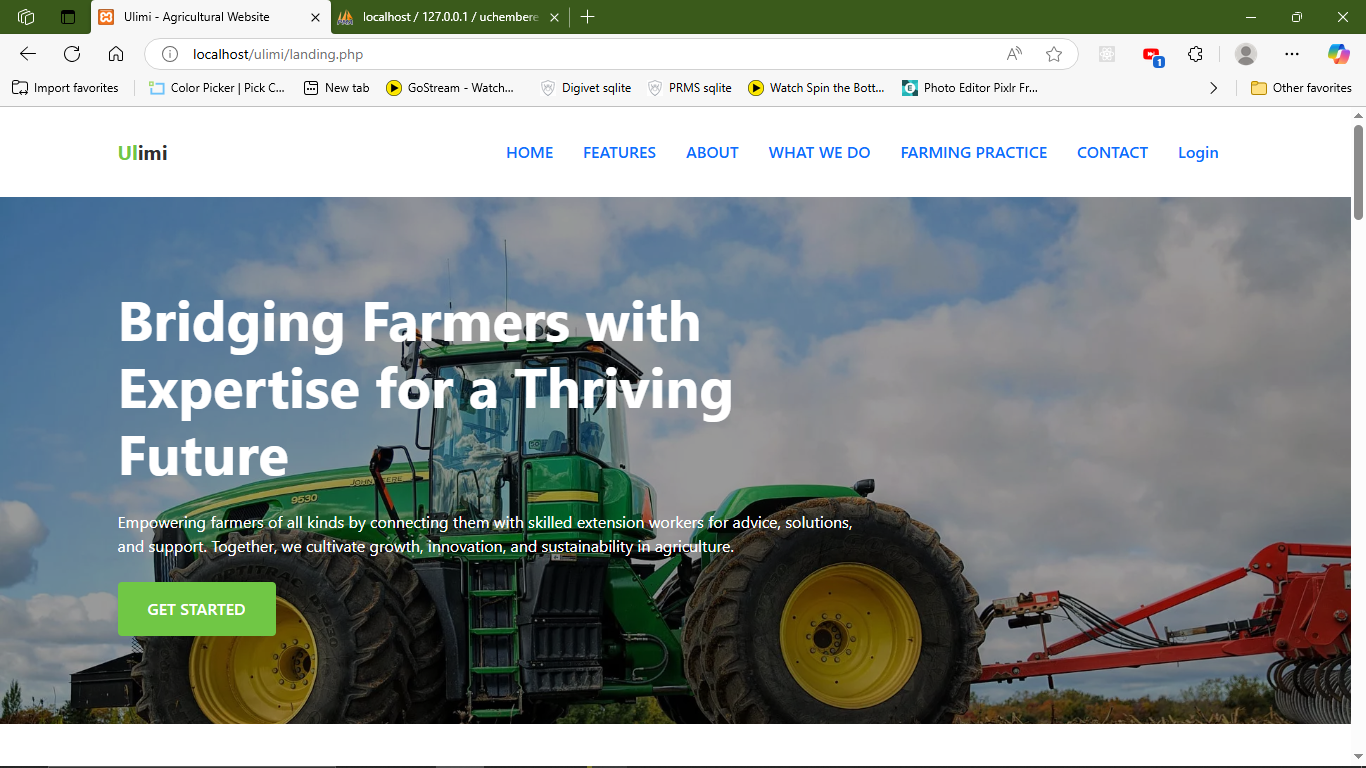 Ulimi - Agricultural Website
localhost / 127.0.0.1 / uchembere
localhost/ulimi/landing.php
1
Import favorites
Color Picker | Pick C...
New tab
GoStream - Watch...
Digivet sqlite
PRMS sqlite
Watch Spin the Bott...
Photo Editor Pixlr Fr...
Other favorites
Ulimi
HOME
FEATURES
ABOUT
WHAT WE DO
FARMING PRACTICE
CONTACT
Login
Bridging Farmers with
Expertise for a Thriving
Future
JOHN DEERE
9530
Empowering farmers of all kinds by connecting them with skilled extension workers for advice, solutions,
and support. Together, we cultivate growth, innovation, and sustainability in agriculture.
GET STARTED